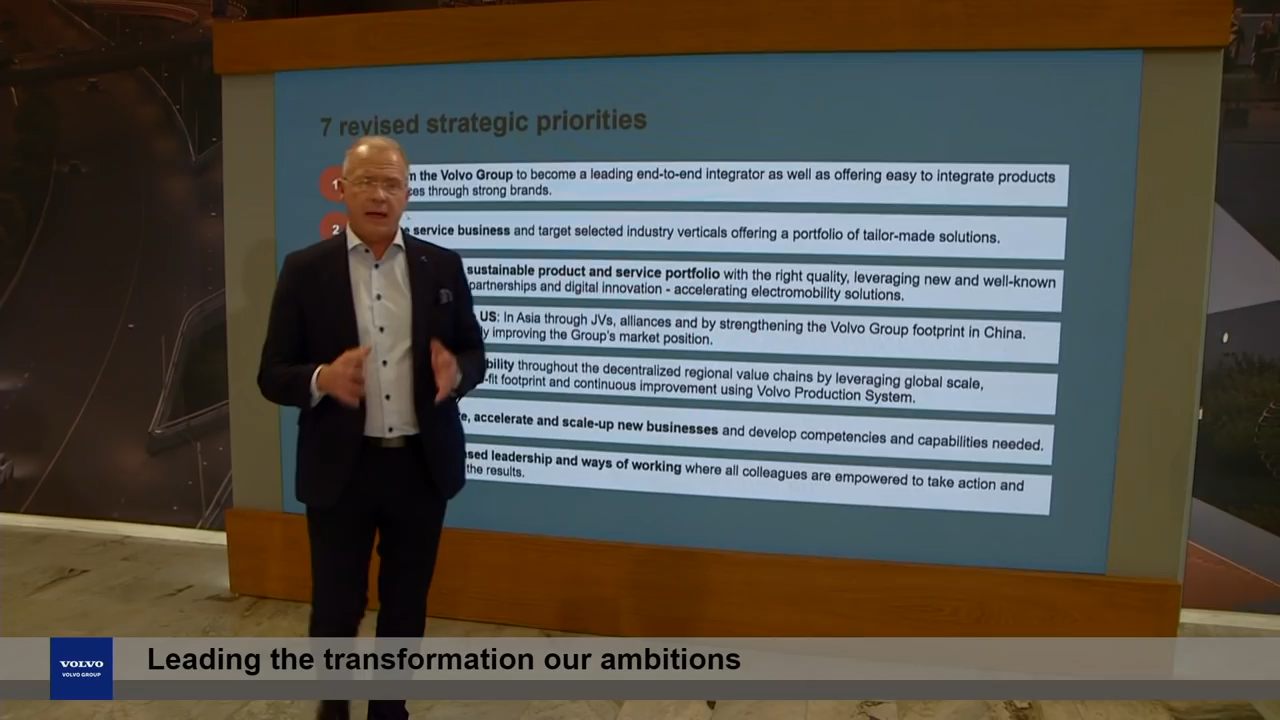 7 revised strategic priorities
1
the Volvo Group to become a leading end-to-end integrator as well as offering easy to integrate products
through strong brands.
2
service business and target selected industry verticals offering a portfolio of tailor-made solutions.
sustainable product and service portfolio with the right quality, leveraging new and well-known
partnerships and digital innovation - accelerating electromobility solutions.
US: In Asia through JVs, alliances and by strengthening the Volvo Group footprint in China.
improving the Group's market position.
throughout the decentralized regional value chains by leveraging global scale,
footprint and continuous improvement using Volvo Production System.
accelerate and scale-up new businesses and develop competencies and capabilities needed.
leadership and ways of working where all colleagues are empowered to take action and
the results.
VOLVO
VOLVO GROUP
Leading the transformation our ambitions